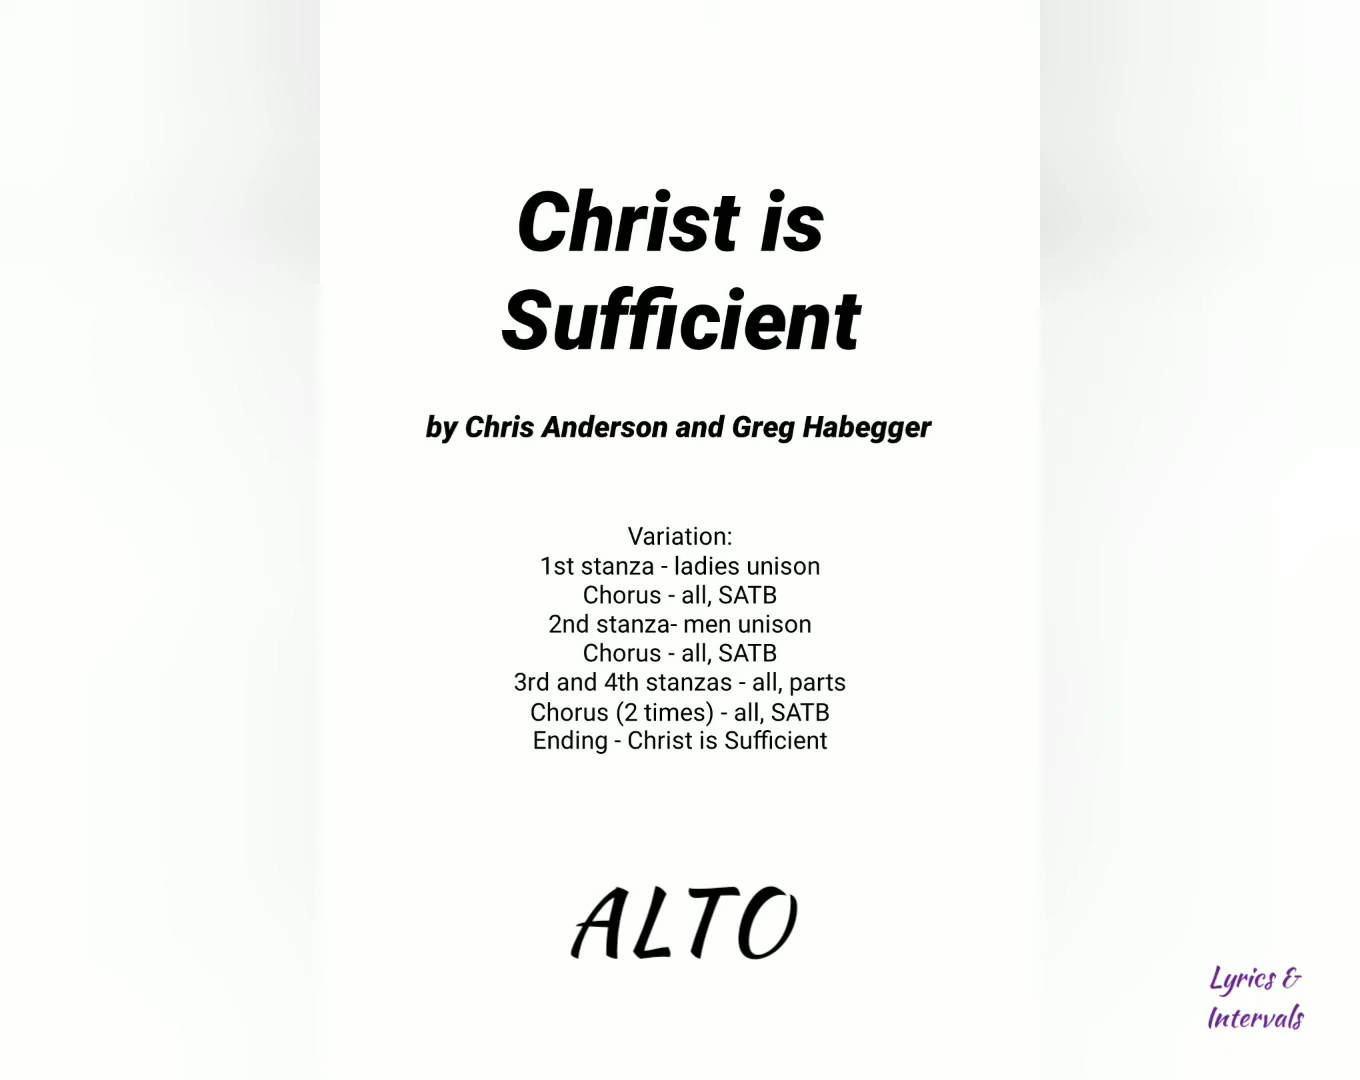 Christ is
Sufficient
by Chris Anderson and Greg Habegger
Variation:
1st stanza - ladies unison
Chorus - all, SATB
2nd stanza- men unison
Chorus - all, SATB
3rd and 4th stanzas - all, parts
Chorus (2 times) - all, SATB
Ending - Christ is Sufficient
ALTO
Lyrics &
Intervals